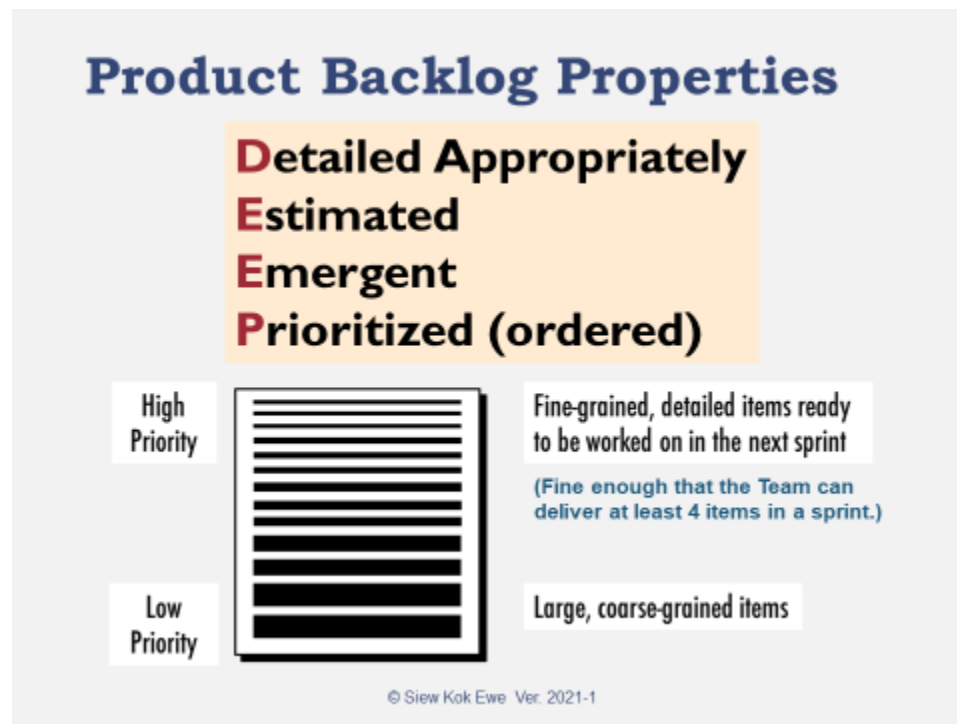 Product Backlog Properties
Detailed Appropriately
Estimated
Emergent
Prioritized (ordered)
High
Priority
Fine-grained, detailed items ready
to be worked on in the next sprint
(Fine enough that the Team can
deliver at least 4 items in a sprint.)
Low
Priority
Large, coarse-grained items
© Siew Kok Ewe Ver. 2021-1